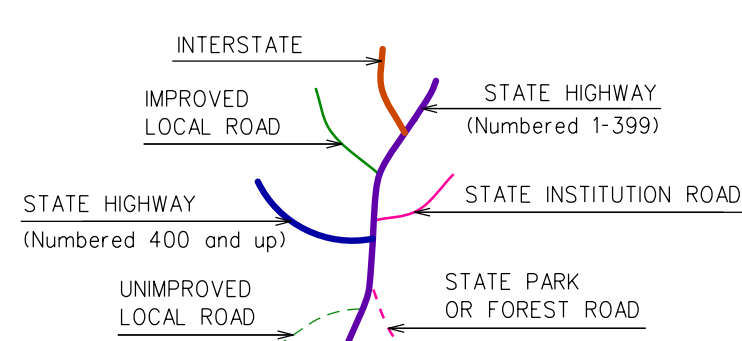 INTERSTATE
IMPROVED
LOCAL ROAD
STATE HIGHWAY
(Numbered 1-399)
STATE INSTITUTION ROAD
STATE HIGHWAY
(Numbered 400 and up)
UNIMPROVED
LOCAL ROAD
STATE PARK
OR FOREST ROAD